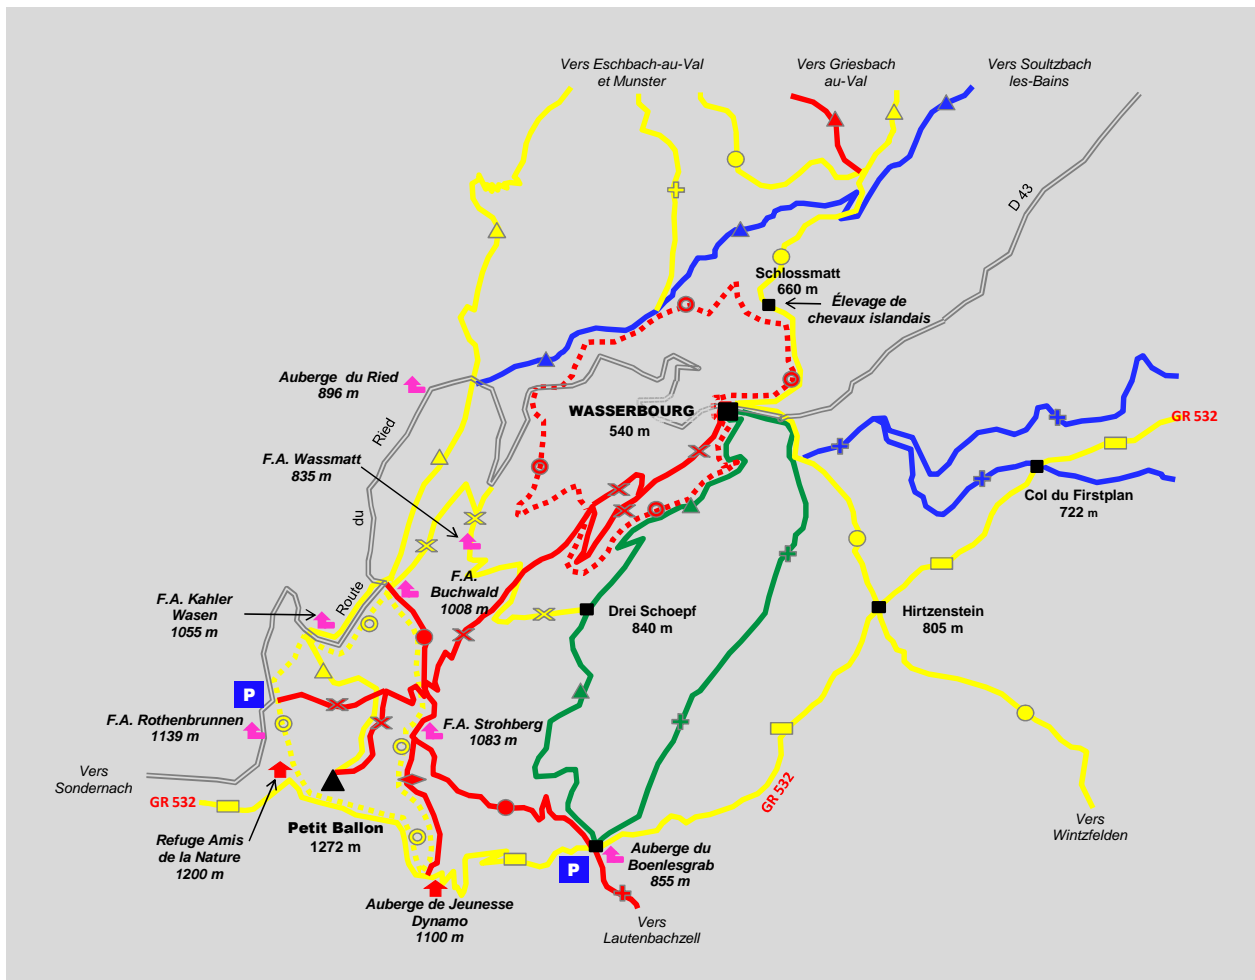 Vers Eschbach-au-Val
et Munster
Vers Griesbach
au-Val
Vers Soultzbach
les-Bains
D 43
Schlossmatt
660 m
Élevage de
chevaux islandais
Auberge du Ried
896 m
WASSERBOURG
540 m
GR 532
Ried
du
Route
F.A. Wassmatt
835 m
Col du Firstplan
722 m
F.A.
Buchwald
1008 m
F.A. Kahler
Wasen
1055 m
Drei Schoepf
840 m
Hirtzenstein
805 m
P
F.A. Rothenbrunnen
1139 m
F.A. Strohberg
1083 m
Vers
Sondernach
GR 532
GR 532
Petit Ballon
1272 m
Refuge Amis
de la Nature
1200 m
Vers
Wintzfelden
P
Auberge du
Boenlesgrab
855 m
Auberge de Jeunesse
Dynamo
1100 m
Vers
Lautenbachzell